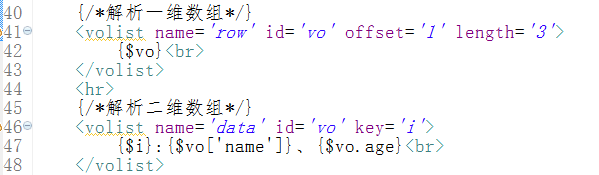 40 {/*解析一维数组*/}
41 <volist name='row' id='vo' offset='1' length='3'>
42 {$vo}<br>
43 </volist>
44 <hr>
45 {/*解析二维数组*/}
46 <volist name='data' id='vo' key='i'>
47 {$i}:{$vo['name']}、{$vo.age}<br>
48 </volist>